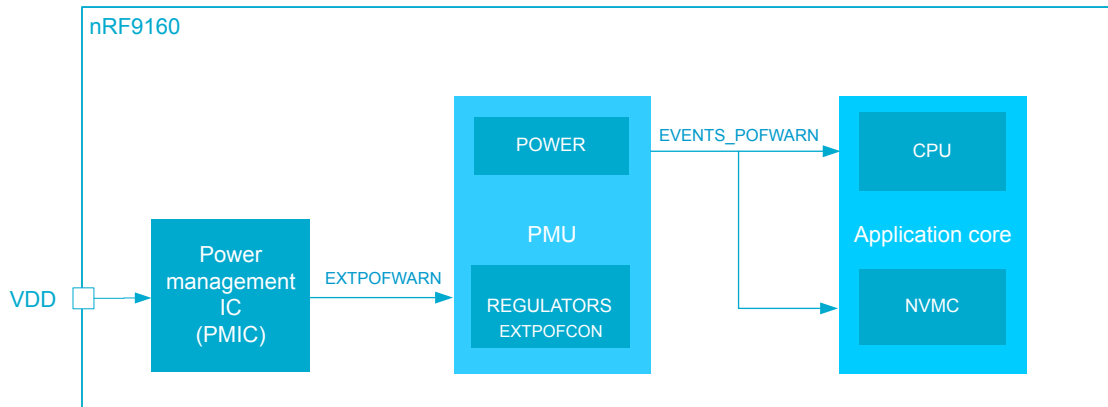 nRF9160
VDD
Power
management
IC
(PMIC)
EXTPOFWARN
POWER
PMU
REGULATORS
EXTPOFCON
EVENTS_POFWARN
CPU
Application core
NVMC